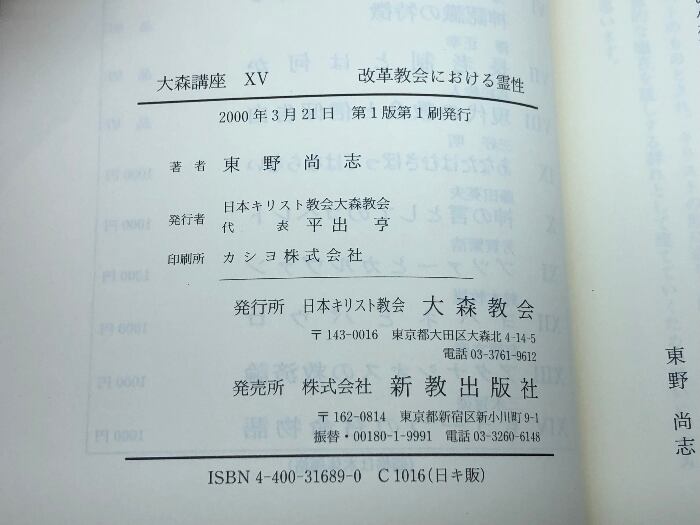 大森講座 XV 改革教会における霊性
2000年3月21日 第1版第1刷発行
著者 東野尚志
発行者 日本キリスト教会大森教会
代表 平出亨
印刷所 カシヨ株式会社
発行所 日本キリスト教会 大森教会
〒143-0016 東京都大田区大森北4-14-5
電話03-3761-9612
発売所 株式会社 新教出版社
〒162-0814 東京都新宿区新小川町9-1
振替・00180-1-9991 電話03-3260-6148
ISBN4-400-31689-0 C1016(日キ販)
東野尚志